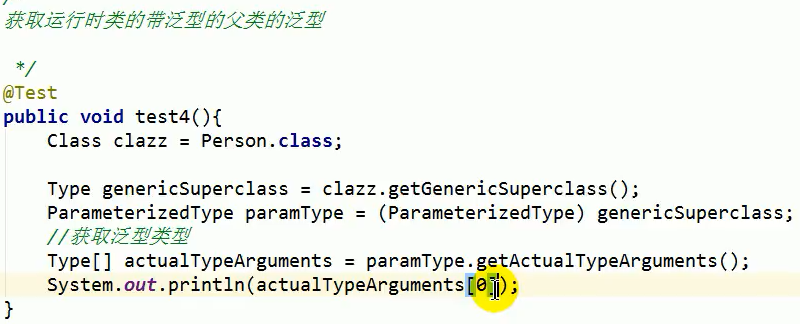 /
获取运行时类的带泛型的父类的泛型
*/
@Test
public void test4(){
Class clazz = Person.class;
Type genericSuperclass = clazz.getGenericSuperclass();
ParameterizedType paramType = (ParameterizedType) genericSuperclass;
//获取泛型类型
Type[] actualTypeArguments = paramType.getActualTypeArguments();
System.out.println(actualTypeArguments[0]);
}